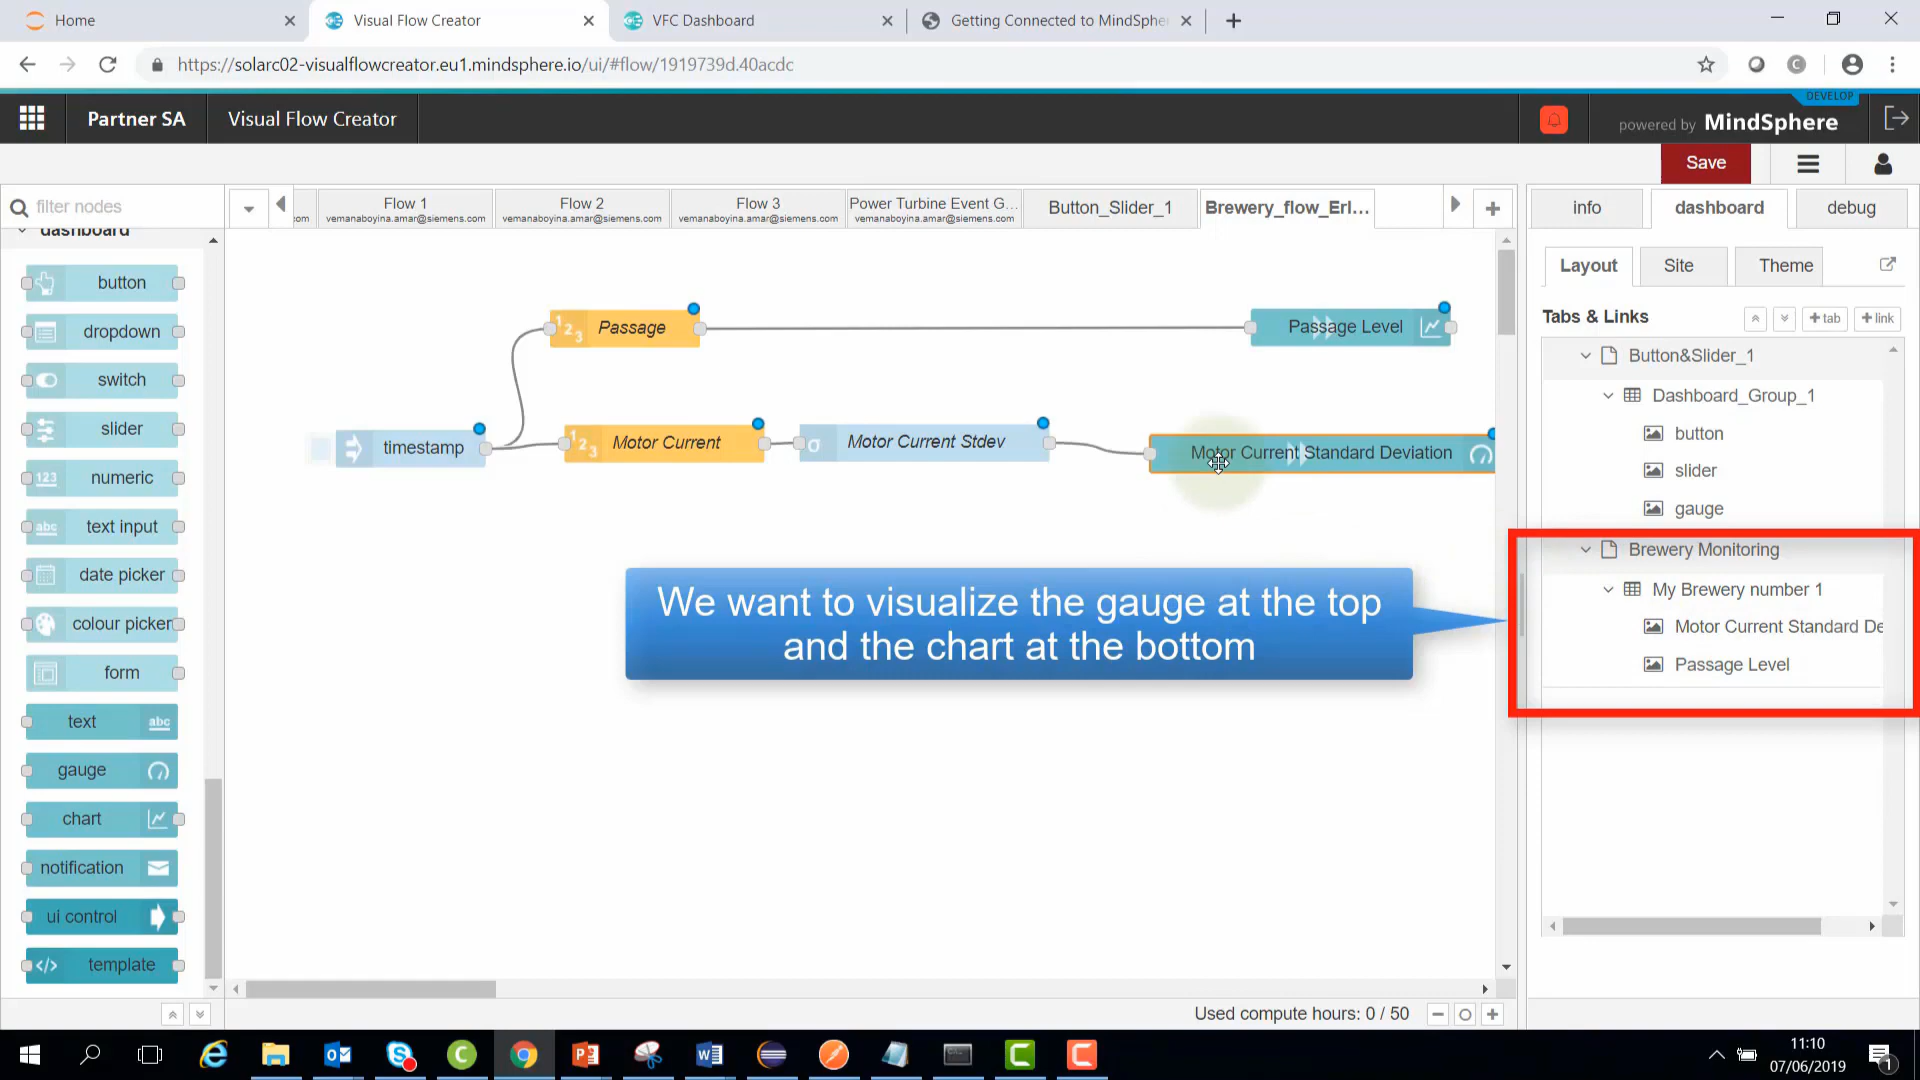 Home
Visual Flow Creator
VFC Dashboard
Getting Connected to MindSphe
https://solarc02-visualflowcreator.eu1.mindsphere.io/ui/#flow/1919739d.40acdc
Partner SA
Visual Flow Creator
powered by MindSphere
DEVELOP
Save
filter nodes
om
Flow 1
vemanaboyina.amar@siemens.com
Flow 2
vemanaboyina.amar@siemens.com
Flow 3
vemanaboyina.amar@siemens.com
Power Turbine Event G...
vemanaboyina.amar@siemens.com
Button_Slider_1
Brewery_flow_Erl...
info
dashboard
debug
dashboard
button
dropdown
switch
slider
123 numeric
abc text input
date picker
colour picker
form
text abc
gauge
chart
notification
ui control
</> template
123 Passage
Passage Level
timestamp
123 Motor Current
σ Motor Current Stdev
Motor Current Standard Deviation
We want to visualize the gauge at the top
and the chart at the bottom
Layout
Site
Theme
Tabs & Links
+ tab
+ link
Button&Slider_1
Dashboard_Group_1
button
slider
gauge
Brewery Monitoring
My Brewery number 1
Motor Current Standard De
Passage Level
Used compute hours: 0 / 50
11:10
07/06/2019
1